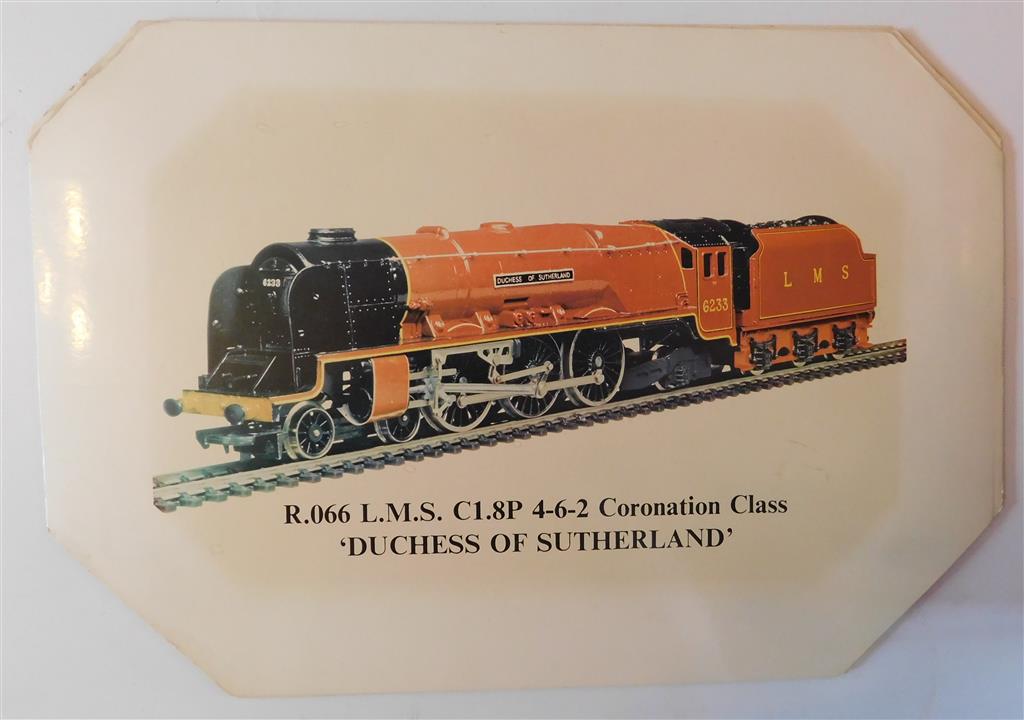 6233
DUCHESS OF SUTHERLAND
6233
L M S
R.066 L.M.S. C1.8P 4-6-2 Coronation Class
‘DUCHESS OF SUTHERLAND’